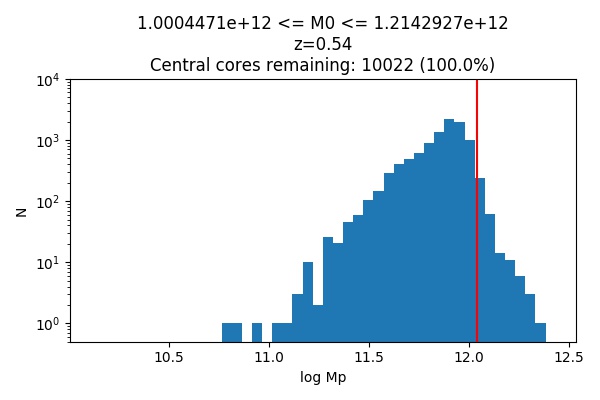 1.0004471e+12 <= M0 <= 1.2142927e+12
z=0.54
Central cores remaining: 10022 (100.0%)
10^4
10^3
10^2
10^1
10^0
N
10.5 11.0 11.5 12.0 12.5
log Mp